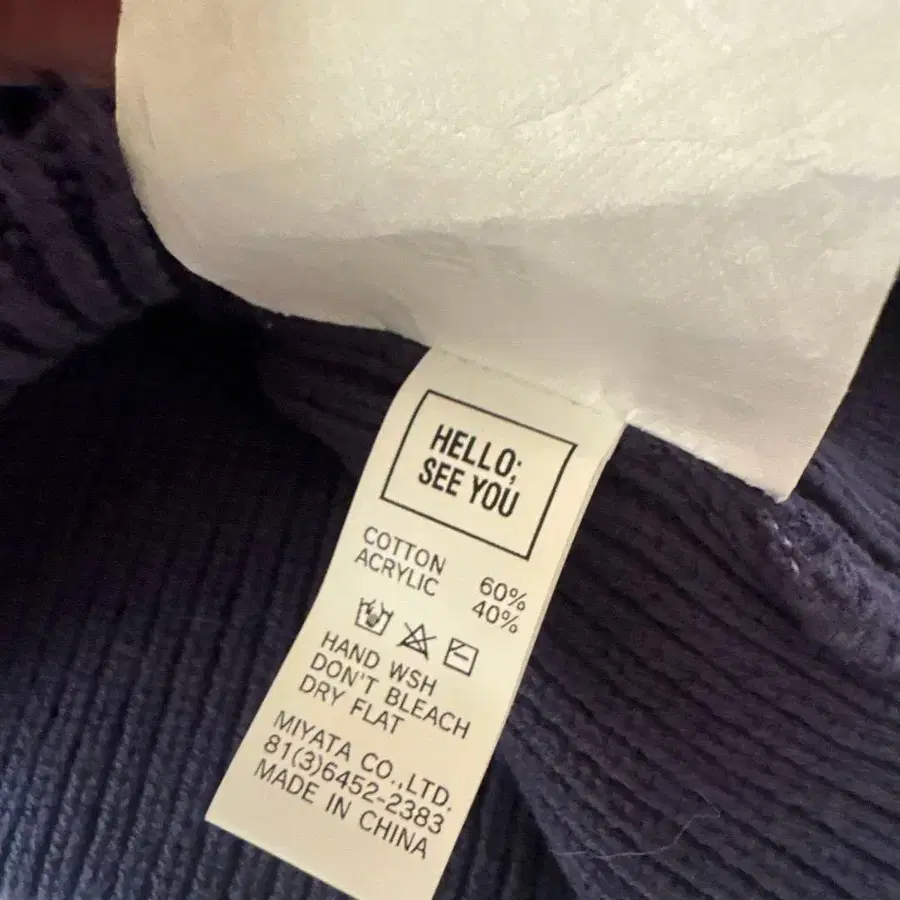 HELLO;
SEE YOU
COTTON 60%
ACRYLIC 40%
HAND WSH
DON'T BLEACH
DRY FLAT
MIYATA CO.,LTD.
81(3)6452-2383
MADE IN CHINA